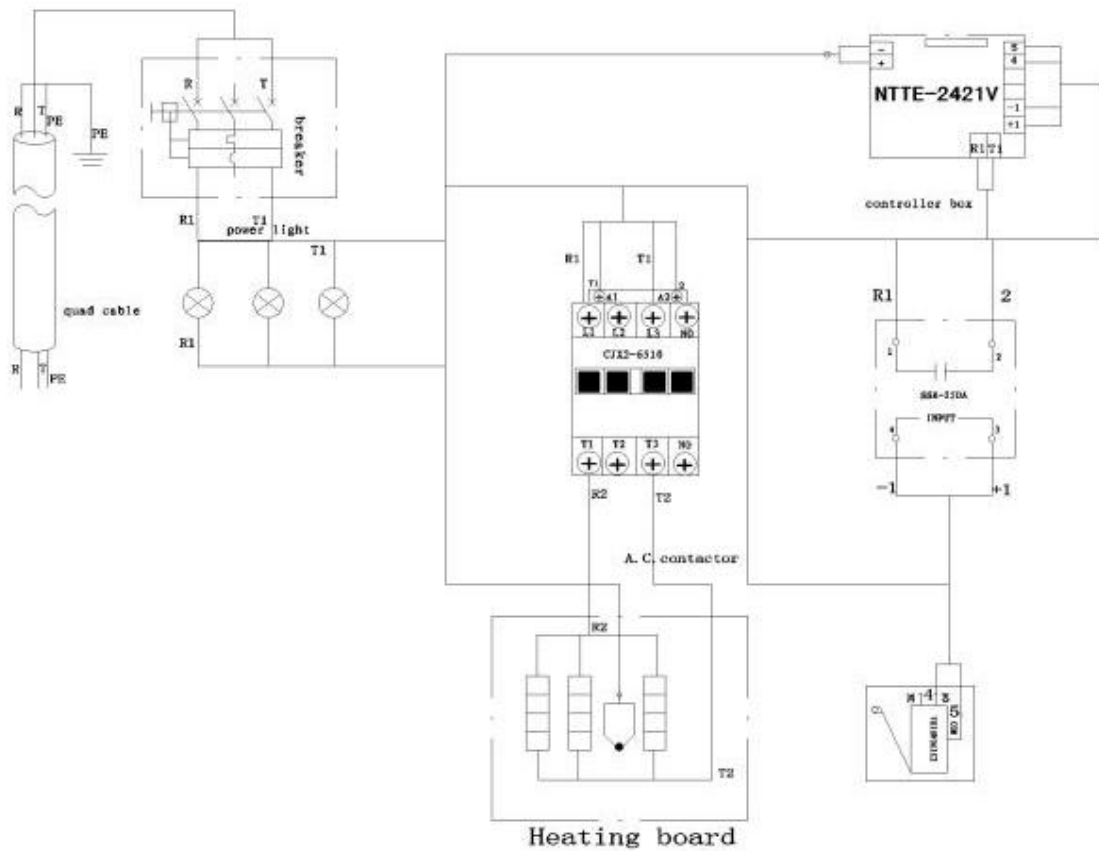 R T
PE
PE
quad cable
R T
PE
R T
breaker
R1 T1
power light
T1
R1
- 5
+ 4
NTTE-2421V
-1
+1
R1 T1
controller box
R1 T1
T1 A1 A2 2
L1 L2 L3 NO
CJX2-6510
T1 T2 T3 NO
R2 T2
A.C.contactor
R1 2
1 2
INPUT
4 3
-1 +1
R2
T2
Heating board
4
5